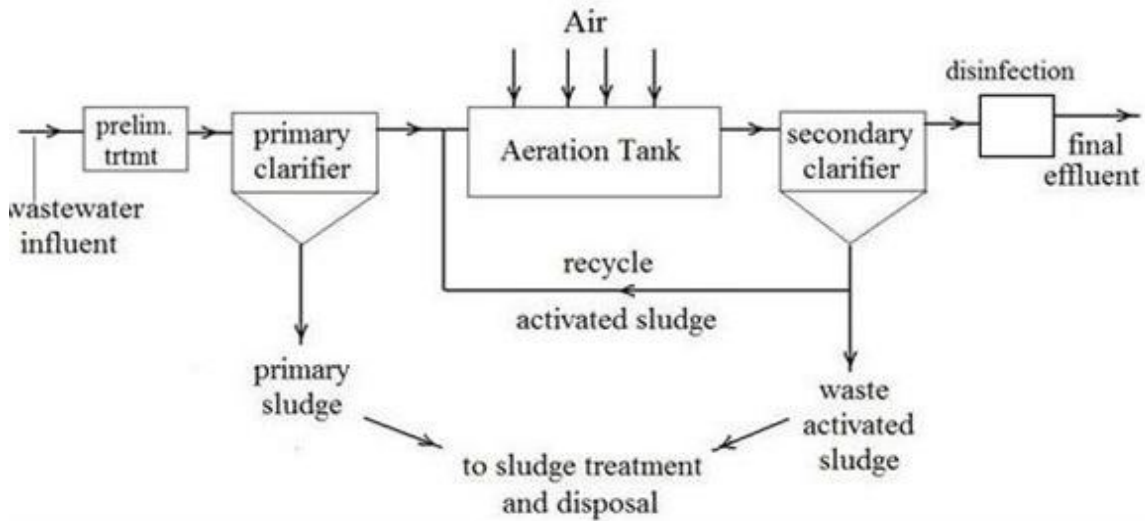 Air
disinfection
prelim.
trtmt
primary
clarifier
Aeration Tank
secondary
clarifier
final
effluent
wastewater
influent
recycle
activated sludge
primary
sludge
waste
activated
sludge
to sludge treatment
and disposal